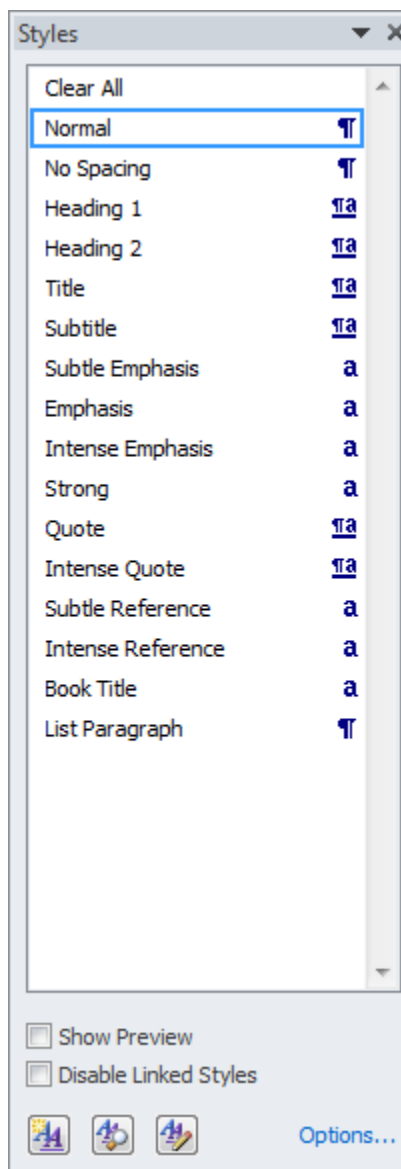 Styles
Clear All
Normal ¶
No Spacing ¶
Heading 1 ¶a
Heading 2 ¶a
Title ¶a
Subtitle ¶a
Subtle Emphasis a
Emphasis a
Intense Emphasis a
Strong a
Quote ¶a
Intense Quote ¶a
Subtle Reference a
Intense Reference a
Book Title a
List Paragraph ¶
Show Preview
Disable Linked Styles
Options...